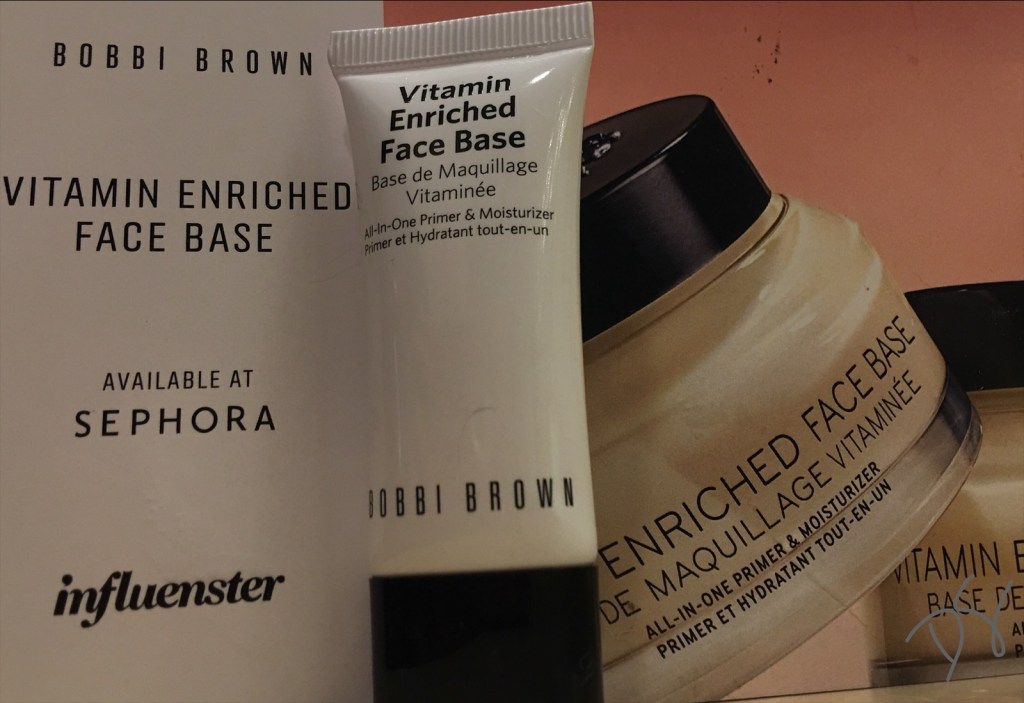 BOBBI BROWN
VITAMIN ENRICHED
FACE BASE
AVAILABLE AT
SEPHORA
influenster
Vitamin
Enriched
Face Base
Base de Maquillage
Vitaminée
All-In-One Primer & Moisturizer
Primer et Hydratant tout-en-un
BOBBI BROWN
ENRICHED FACE BASE
DE MAQUILLAGE VITAMINÉE
ALL-IN-ONE PRIMER & MOISTURIZER
PRIMER ET HYDRATANT TOUT-EN-UN
VITAMIN E
BASE DE